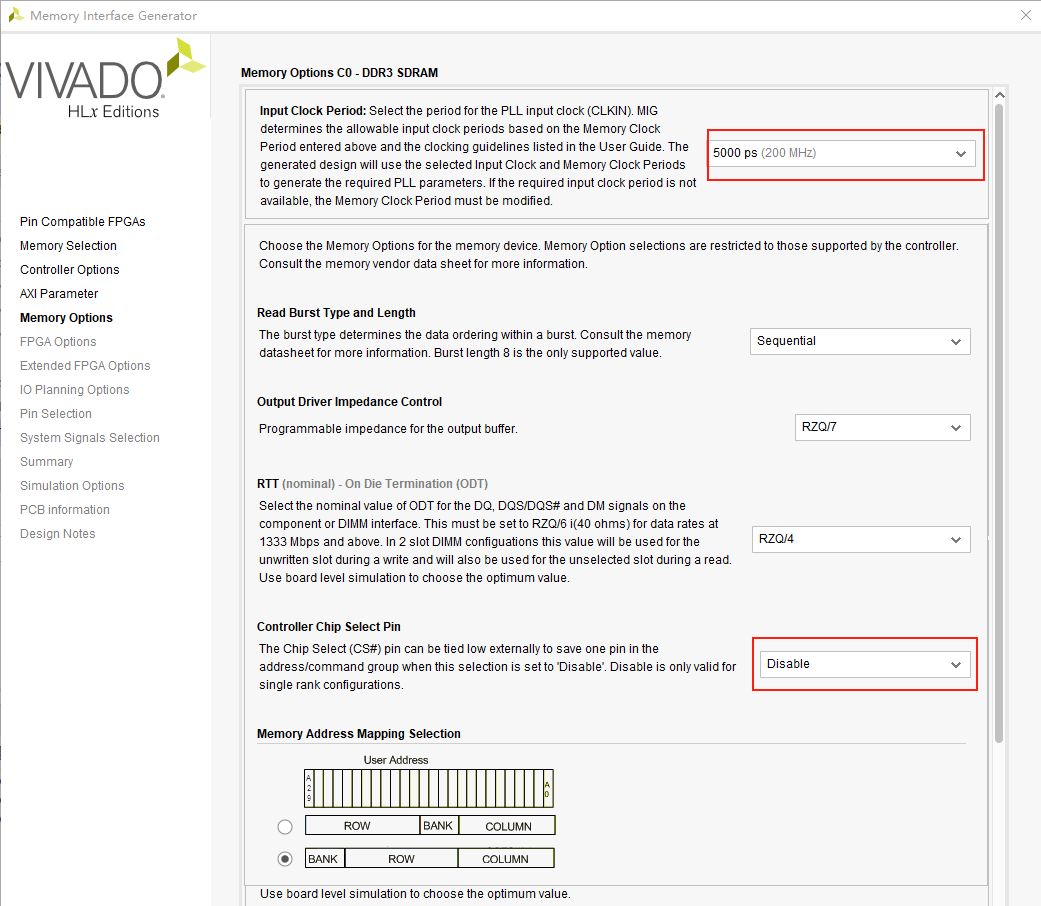 Memory Interface Generator
VIVADO
HLx Editions
Pin Compatible FPGAs
Memory Selection
Controller Options
AXI Parameter
Memory Options
FPGA Options
Extended FPGA Options
IO Planning Options
Pin Selection
System Signals Selection
Summary
Simulation Options
PCB information
Design Notes
Memory Options C0 - DDR3 SDRAM
Input Clock Period: Select the period for the PLL input clock (CLKIN). MIG
determines the allowable input clock periods based on the Memory Clock
Period entered above and the clocking guidelines listed in the User Guide. The
generated design will use the selected Input Clock and Memory Clock Periods
to generate the required PLL parameters. If the required input clock period is not
available, the Memory Clock Period must be modified.
5000 ps (200 MHz)
Choose the Memory Options for the memory device. Memory Option selections are restricted to those supported by the controller.
Consult the memory vendor data sheet for more information.
Read Burst Type and Length
The burst type determines the data ordering within a burst. Consult the memory
datasheet for more information. Burst length 8 is the only supported value.
Sequential
Output Driver Impedance Control
Programmable impedance for the output buffer.
RZQ/7
RTT (nominal) - On Die Termination (ODT)
Select the nominal value of ODT for the DQ, DQS/DQS# and DM signals on the
component or DIMM interface. This must be set to RZQ/6 i(40 ohms) for data rates at
1333 Mbps and above. In 2 slot DIMM configuations this value will be used for the
unwritten slot during a write and will also be used for the unselected slot during a read.
Use board level simulation to choose the optimum value.
RZQ/4
Controller Chip Select Pin
The Chip Select (CS#) pin can be tied low externally to save one pin in the
address/command group when this selection is set to 'Disable'. Disable is only valid for
single rank configurations.
Disable
Memory Address Mapping Selection
User Address
A29
A0
ROW BANK COLUMN
BANK ROW COLUMN
Use board level simulation to choose the optimum value.